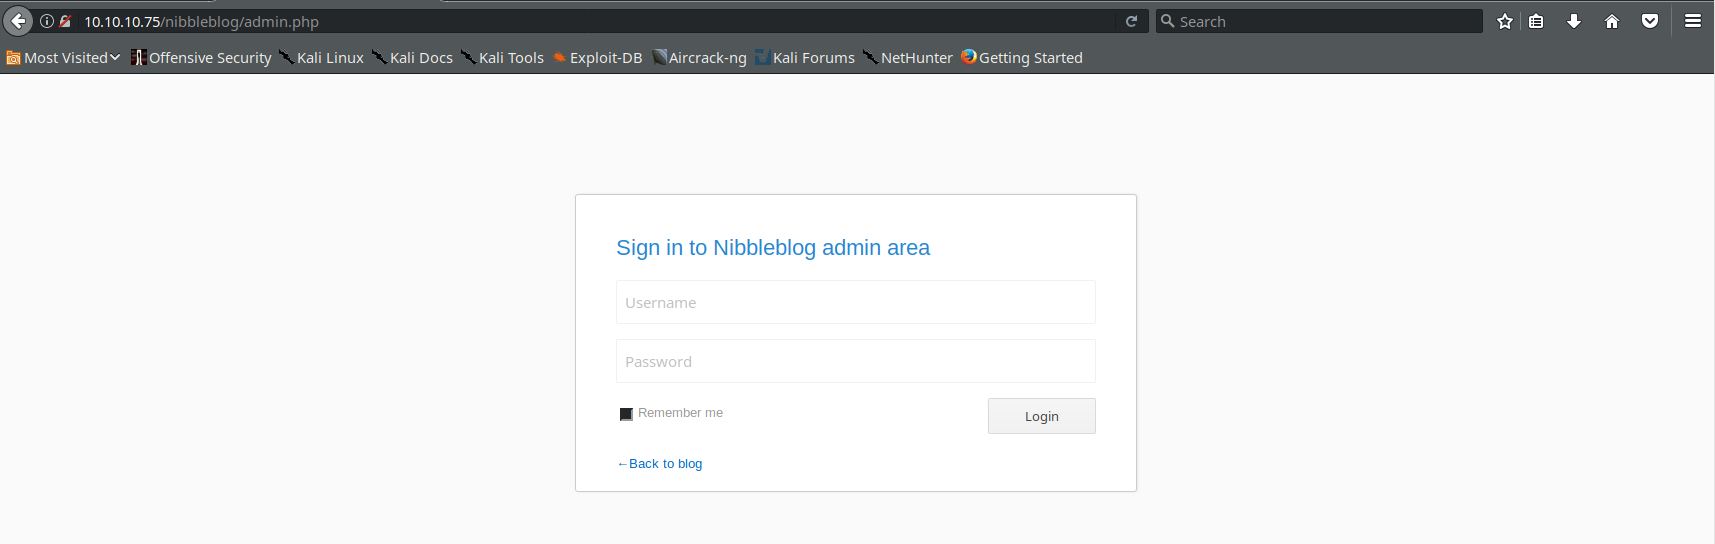 10.10.10.75/nibbleblog/admin.php Search
Most Visited Offensive Security Kali Linux Kali Docs Kali Tools Exploit-DB Aircrack-ng Kali Forums NetHunter Getting Started
Sign in to Nibbleblog admin area
Username
Password
Remember me Login
←Back to blog